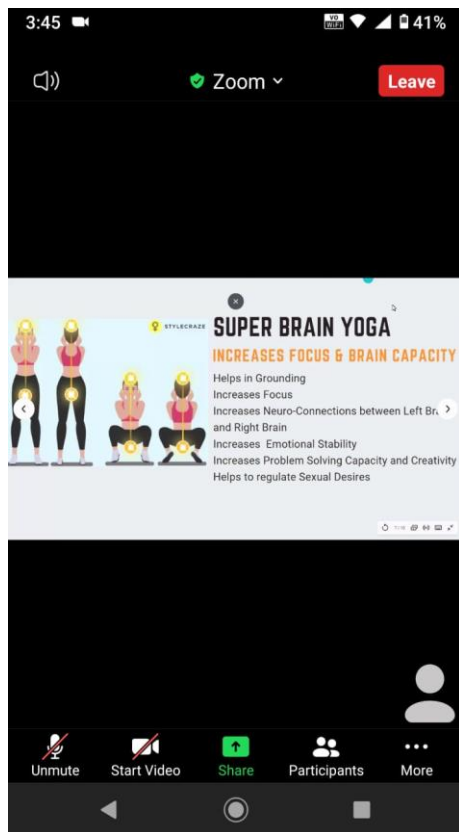 3:45
VO
WIFI
41%
Zoom
Leave
STYLECRAZE
SUPER BRAIN YOGA
INCREASES FOCUS & BRAIN CAPACITY
Helps in Grounding
Increases Focus
Increases Neuro-Connections between Left
and Right Brain
Increases Emotional Stability
Increases Problem Solving Capacity and Creativity
Helps to regulate Sexual Desires
Unmute
Start Video
Share
Participants
More